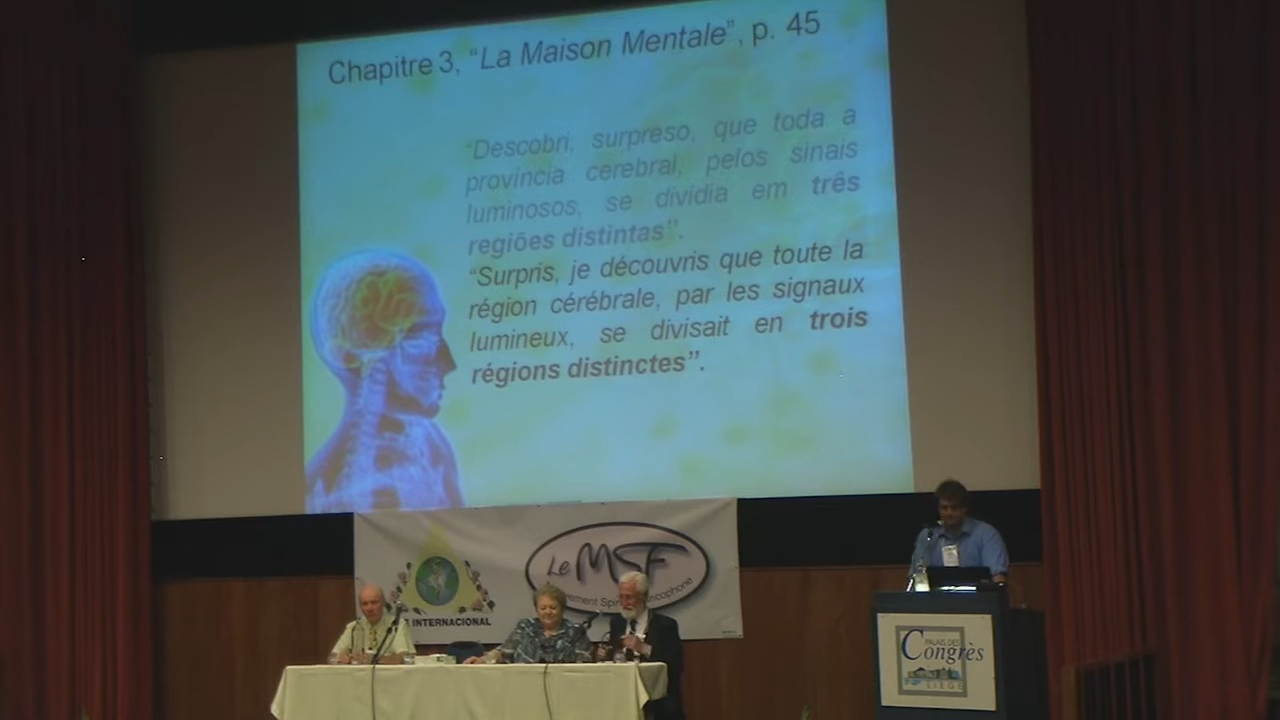 Chapitre 3, “La Maison Mentale”, p. 45
“Descobri, surpreso, que toda a
província cerebral, pelos sinais
luminosos, se dividia em três
regiões distintas”.
“Surpris, je découvris que toute la
région cérébrale, par les signaux
lumineux, se divisait en trois
régions distinctes”.
Le MSF
Francophone
INTERNACIONAL
PALAIS DES
Congrès
LIEGE